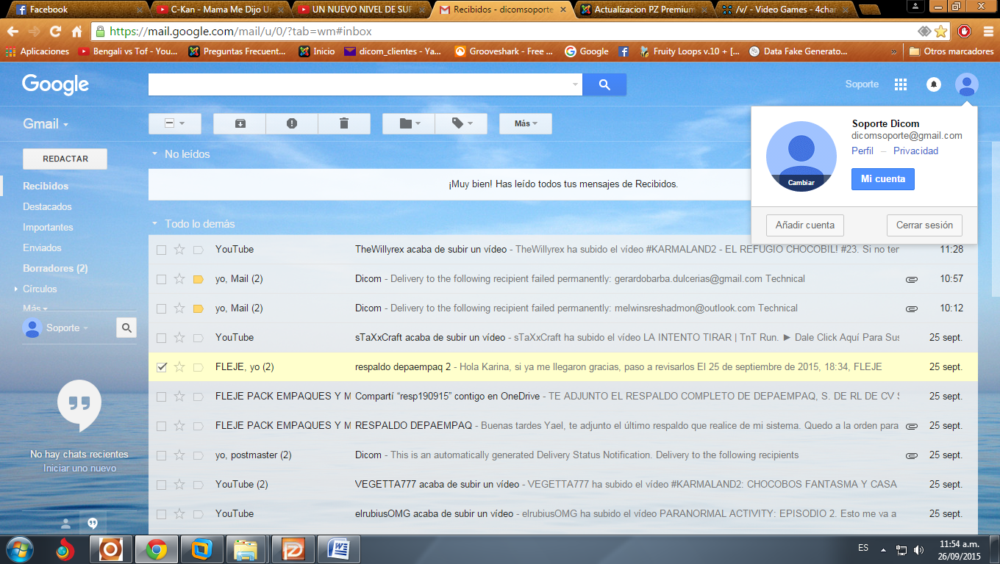 Facebook
C-Kan - Mama Me Dijo Un
UN NUEVO NIVEL DE SUF
Recibidos - dicomsoporte
Actualizacion PZ Premium
/v/ - Video Games - 4char
https://mail.google.com/mail/u/0/?tab=wm#inbox
Aplicaciones
Bengali vs Tof - You...
Preguntas Frecuent...
Inicio
dicom_clientes - Ya...
Grooveshark - Free ...
Google
Fruity Loops v.10 + [...
Data Fake Generato...
»
Otros marcadores
Google
Soporte
Gmail
Más
Soporte Dicom
dicomsoporte@gmail.com
Perfil – Privacidad
Cambiar
Mi cuenta
Añadir cuenta
Cerrar sesión
REDACTAR
Recibidos
Destacados
Importantes
Enviados
Borradores (2)
Círculos
Más
Soporte
No hay chats recientes
Iniciar uno nuevo
No leídos
¡Muy bien! Has leído todos tus mensajes de Recibidos.
Todo lo demás
YouTube TheWillyrex acaba de subir un vídeo - TheWillyrex ha subido el vídeo #KARMALAND2 - EL REFUGIO CHOCOBIL! #23. Si no ter 11:28
yo, Mail (2) Dicom - Delivery to the following recipient failed permanently: gerardobarba.dulcerias@gmail.com Technical 10:57
yo, Mail (2) Dicom - Delivery to the following recipient failed permanently: melwinsreshadmon@outlook.com Technical 10:12
YouTube sTaXxCraft acaba de subir un vídeo - sTaXxCraft ha subido el vídeo LA INTENTO TIRAR | TnT Run. ► Dale Click Aquí Para Sus 25 sept.
FLEJE, yo (2) respaldo depaempaq 2 - Hola Karina, si ya me llegaron gracias, paso a revisarlos El 25 de septiembre de 2015, 18:34, FLEJE 25 sept.
FLEJE PACK EMPAQUES Y M Compartí “resp190915” contigo en OneDrive - TE ADJUNTO EL RESPALDO COMPLETO DE DEPAEMPAQ, S. DE RL DE CV S 25 sept.
FLEJE PACK EMPAQUES Y M RESPALDO DEPAEMPAQ - Buenas tardes Yael, te adjunto el último respaldo que realice de mi sistema. Quedo a la orden para 25 sept.
yo, postmaster (2) Dicom - This is an automatically generated Delivery Status Notification. Delivery to the following recipients 25 sept.
YouTube (2) VEGETTA777 acaba de subir un vídeo - VEGETTA777 ha subido el vídeo #KARMALAND2: CHOCOBOS FANTASMA Y CASA 25 sept.
YouTube elrubiusOMG acaba de subir un vídeo - elrubiusOMG ha subido el vídeo PARANORMAL ACTIVITY: EPISODIO 2. Esto me va a 25 sept.
ES
11:54 a.m.
26/09/2015